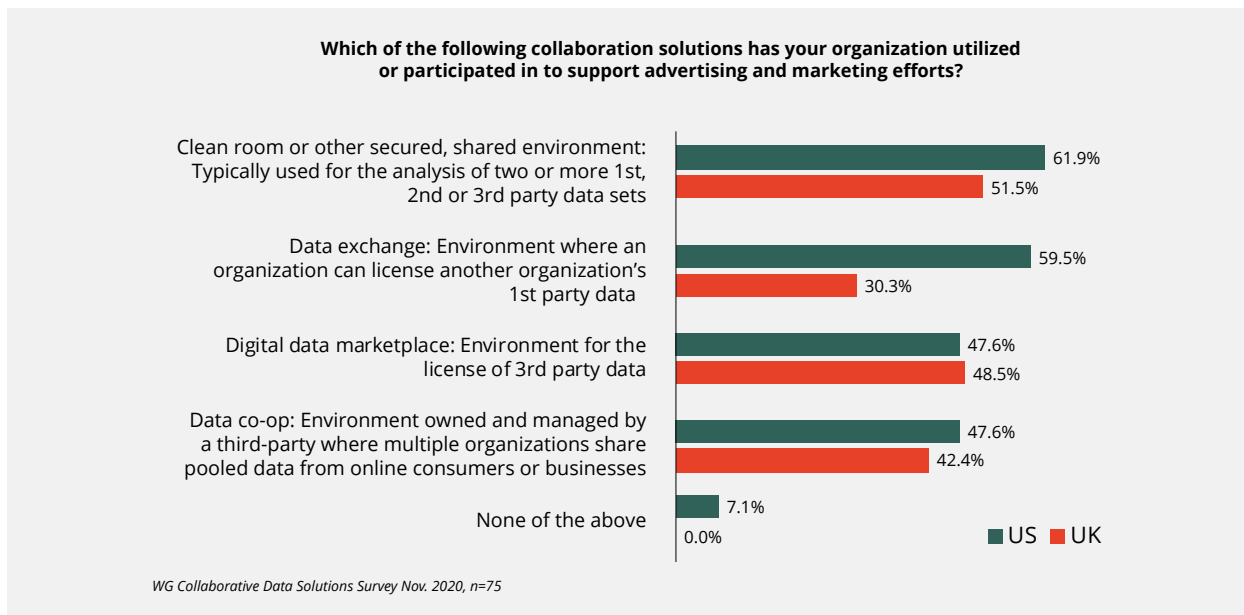 Which of the following collaboration solutions has your organization utilized
or participated in to support advertising and marketing efforts?
Clean room or other secured, shared environment:
Typically used for the analysis of two or more 1st,
2nd or 3rd party data sets
61.9%
51.5%
Data exchange: Environment where an
organization can license another organization’s
1st party data
59.5%
30.3%
Digital data marketplace: Environment for the
license of 3rd party data
47.6%
48.5%
Data co-op: Environment owned and managed by
a third-party where multiple organizations share
pooled data from online consumers or businesses
47.6%
42.4%
None of the above
7.1%
0.0%
US UK
WG Collaborative Data Solutions Survey Nov. 2020, n=75